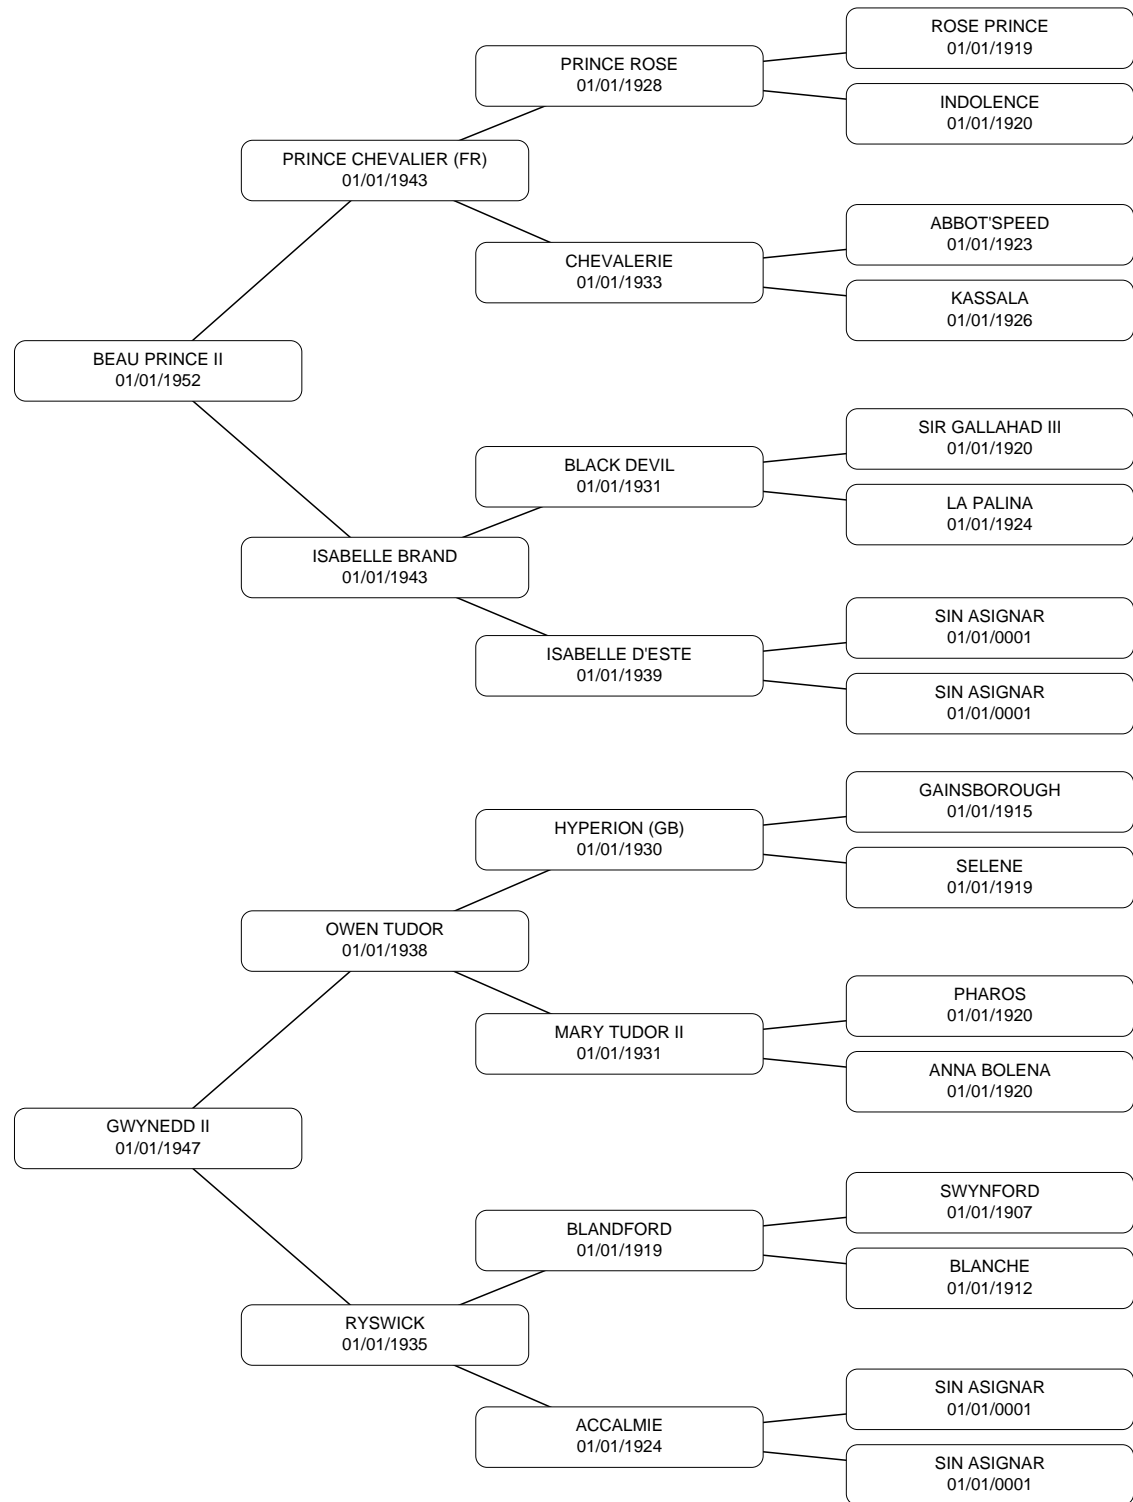 ROSE PRINCE
01/01/1919
PRINCE ROSE
01/01/1928
INDOLENCE
01/01/1920
PRINCE CHEVALIER (FR)
01/01/1943
ABBOT'SPEED
01/01/1923
CHEVALERIE
01/01/1933
KASSALA
01/01/1926
BEAU PRINCE II
01/01/1952
SIR GALLAHAD III
01/01/1920
BLACK DEVIL
01/01/1931
LA PALINA
01/01/1924
ISABELLE BRAND
01/01/1943
SIN ASIGNAR
01/01/0001
ISABELLE D'ESTE
01/01/1939
SIN ASIGNAR
01/01/0001
GAINSBOROUGH
01/01/1915
HYPERION (GB)
01/01/1930
SELENE
01/01/1919
OWEN TUDOR
01/01/1938
PHAROS
01/01/1920
MARY TUDOR II
01/01/1931
ANNA BOLENA
01/01/1920
GWYNEDD II
01/01/1947
SWYNFORD
01/01/1907
BLANDFORD
01/01/1919
BLANCHE
01/01/1912
RYSWICK
01/01/1935
SIN ASIGNAR
01/01/0001
ACCALMIE
01/01/1924
SIN ASIGNAR
01/01/0001